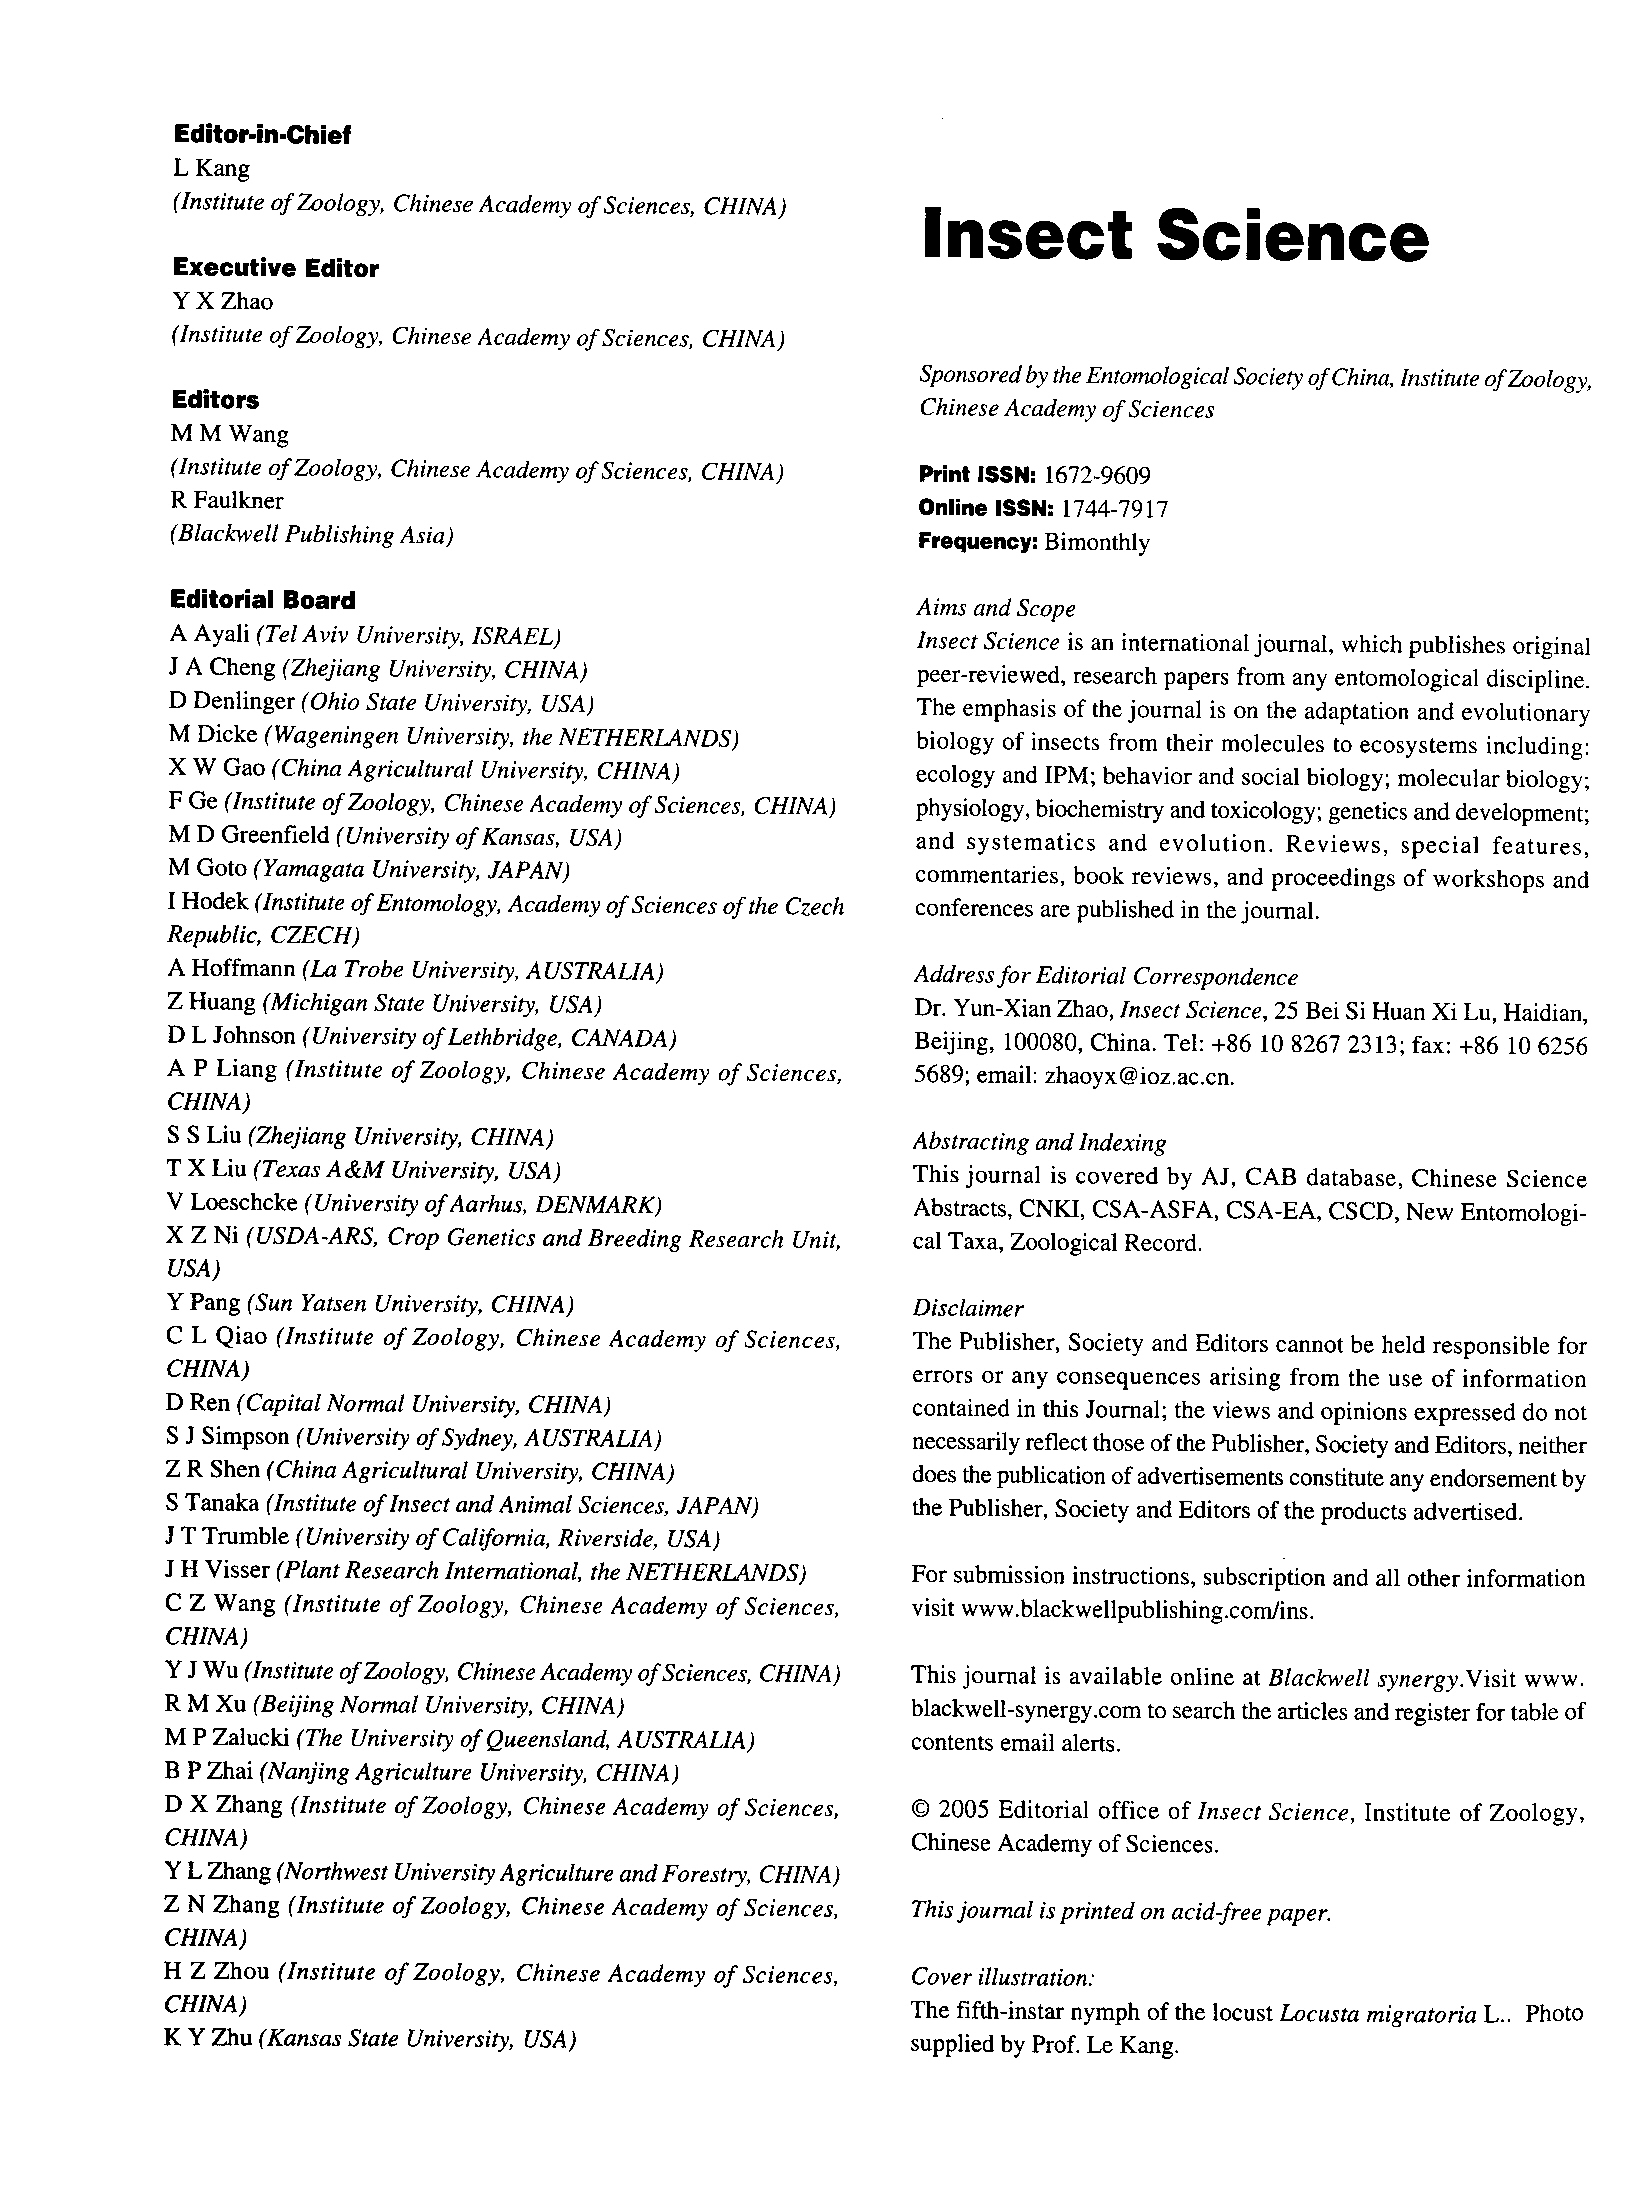 Editor-in-Chief
L Kang
(Institute of Zoology, Chinese Academy of Sciences, CHINA)
Executive Editor
Y X Zhao
(Institute of Zoology, Chinese Academy of Sciences, CHINA)
Editors
M M Wang
(Institute of Zoology, Chinese Academy of Sciences, CHINA)
R Faulkner
(Blackwell Publishing Asia)
Editorial Board
A Ayali (Tel Aviv University, ISRAEL)
J A Cheng (Zhejiang University, CHINA)
D Denlinger (Ohio State University, USA)
M Dicke (Wageningen University, the NETHERLANDS)
X W Gao (China Agricultural University, CHINA)
F Ge (Institute of Zoology, Chinese Academy of Sciences, CHINA)
M D Greenfield (University of Kansas, USA)
M Goto (Yamagata University, JAPAN)
I Hodek (Institute of Entomology, Academy of Sciences of the Czech
Republic, CZECH)
A Hoffmann (La Trobe University, AUSTRALIA)
Z Huang (Michigan State University, USA)
D L Johnson (University of Lethbridge, CANADA)
A P Liang (Institute of Zoology, Chinese Academy of Sciences,
CHINA)
S S Liu (Zhejiang University, CHINA)
T X Liu (Texas A&M University, USA)
V Loeschcke (University of Aarhus, DENMARK)
X Z Ni (USDA-ARS, Crop Genetics and Breeding Research Unit,
USA)
Y Pang (Sun Yatsen University, CHINA)
C L Qiao (Institute of Zoology, Chinese Academy of Sciences,
CHINA)
D Ren (Capital Normal University, CHINA)
S J Simpson (University of Sydney, AUSTRALIA)
Z R Shen (China Agricultural University, CHINA)
S Tanaka (Institute of Insect and Animal Sciences, JAPAN)
J T Trumble (University of California, Riverside, USA)
J H Visser (Plant Research International, the NETHERLANDS)
C Z Wang (Institute of Zoology, Chinese Academy of Sciences,
CHINA)
Y J Wu (Institute of Zoology, Chinese Academy of Sciences, CHINA)
R M Xu (Beijing Normal University, CHINA)
M P Zalucki (The University of Queensland, AUSTRALIA)
B P Zhai (Nanjing Agriculture University, CHINA)
D X Zhang (Institute of Zoology, Chinese Academy of Sciences,
CHINA)
Y L Zhang (Northwest University Agriculture and Forestry, CHINA)
Z N Zhang (Institute of Zoology, Chinese Academy of Sciences,
CHINA)
H Z Zhou (Institute of Zoology, Chinese Academy of Sciences,
CHINA)
K Y Zhu (Kansas State University, USA)
Insect Science
Sponsored by the Entomological Society of China, Institute of Zoology,
Chinese Academy of Sciences
Print ISSN: 1672-9609
Online ISSN: 1744-7917
Frequency: Bimonthly
Aims and Scope
Insect Science is an international journal, which publishes original
peer-reviewed, research papers from any entomological discipline.
The emphasis of the journal is on the adaptation and evolutionary
biology of insects from their molecules to ecosystems including:
ecology and IPM; behavior and social biology; molecular biology;
physiology, biochemistry and toxicology; genetics and development;
and systematics and evolution. Reviews, special features,
commentaries, book reviews, and proceedings of workshops and
conferences are published in the journal.
Address for Editorial Correspondence
Dr. Yun-Xian Zhao, Insect Science, 25 Bei Si Huan Xi Lu, Haidian,
Beijing, 100080, China. Tel: +86 10 8267 2313; fax: +86 10 6256
5689; email: zhaoyx@ioz.ac.cn.
Abstracting and Indexing
This journal is covered by AJ, CAB database, Chinese Science
Abstracts, CNKI, CSA-ASFA, CSA-EA, CSCD, New Entomologi-
cal Taxa, Zoological Record.
Disclaimer
The Publisher, Society and Editors cannot be held responsible for
errors or any consequences arising from the use of information
contained in this Journal; the views and opinions expressed do not
necessarily reflect those of the Publisher, Society and Editors, neither
does the publication of advertisements constitute any endorsement by
the Publisher, Society and Editors of the products advertised.
For submission instructions, subscription and all other information
visit www.blackwellpublishing.com/ins.
This journal is available online at Blackwell synergy.Visit www.
blackwell-synergy.com to search the articles and register for table of
contents email alerts.
© 2005 Editorial office of Insect Science, Institute of Zoology,
Chinese Academy of Sciences.
This journal is printed on acid-free paper.
Cover illustration:
The fifth-instar nymph of the locust Locusta migratoria L.. Photo
supplied by Prof. Le Kang.